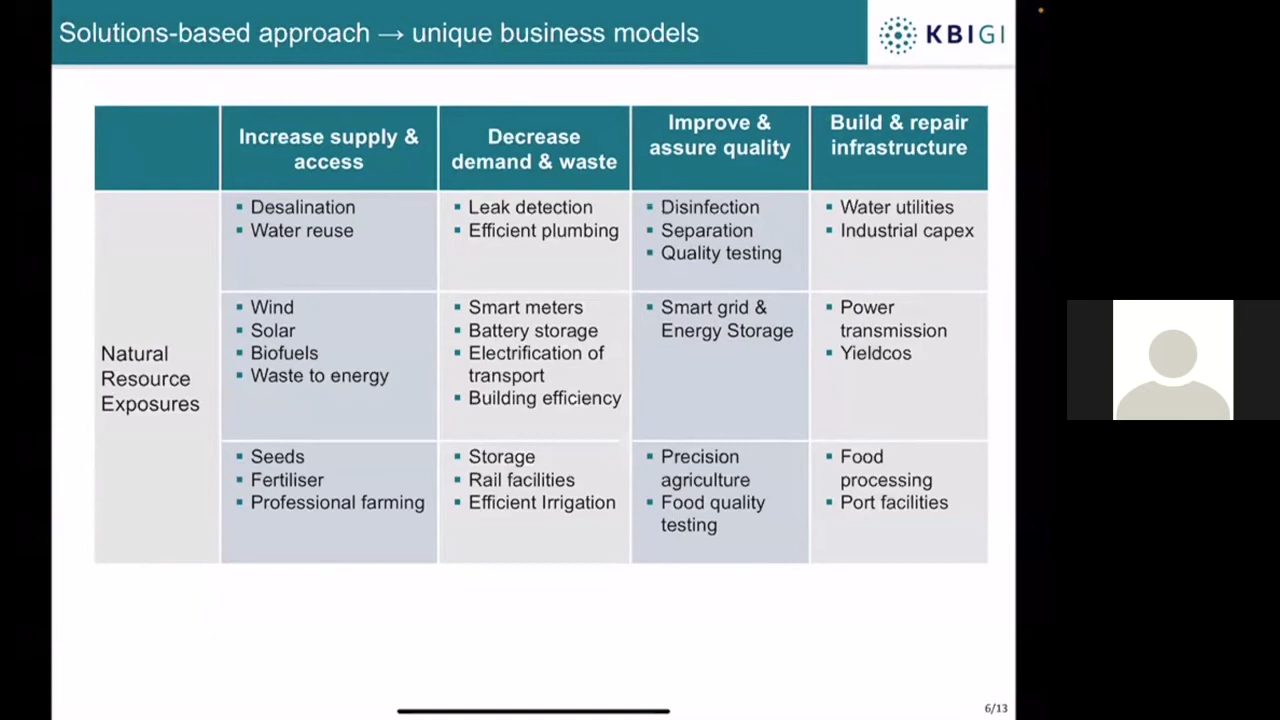 Solutions-based approach → unique business models
KBIGI
Increase supply &
access
Decrease
demand & waste
Improve &
assure quality
Build & repair
infrastructure
Natural
Resource
Exposures
Desalination
Water reuse
Leak detection
Efficient plumbing
Disinfection
Separation
Quality testing
Water utilities
Industrial capex
Wind
Solar
Biofuels
Waste to energy
Smart meters
Battery storage
Electrification of
transport
Building efficiency
Smart grid &
Energy Storage
Power
transmission
Yieldcos
Seeds
Fertiliser
Professional farming
Storage
Rail facilities
Efficient Irrigation
Precision
agriculture
Food quality
testing
Food
processing
Port facilities
6/13